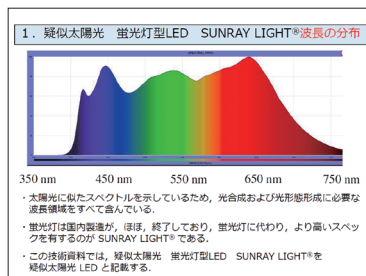 1．疑似太陽光　蛍光灯型LED　SUNRAY LIGHT®波長の分布
350 nm 450 nm 550 nm 650 nm 750 nm
・太陽光に似たスペクトルを示しているため，光合成および光形態形成に必要な
波長領域をすべて含んでいる．
・蛍光灯は国内製造が，ほぼ，終了しており，蛍光灯に代わり，より高いスペッ
クを有するのが SUNRAY LIGHT® である．
・この技術資料では，疑似太陽光　蛍光灯型LED　SUNRAY LIGHT®を
疑似太陽光 LED と記載する．